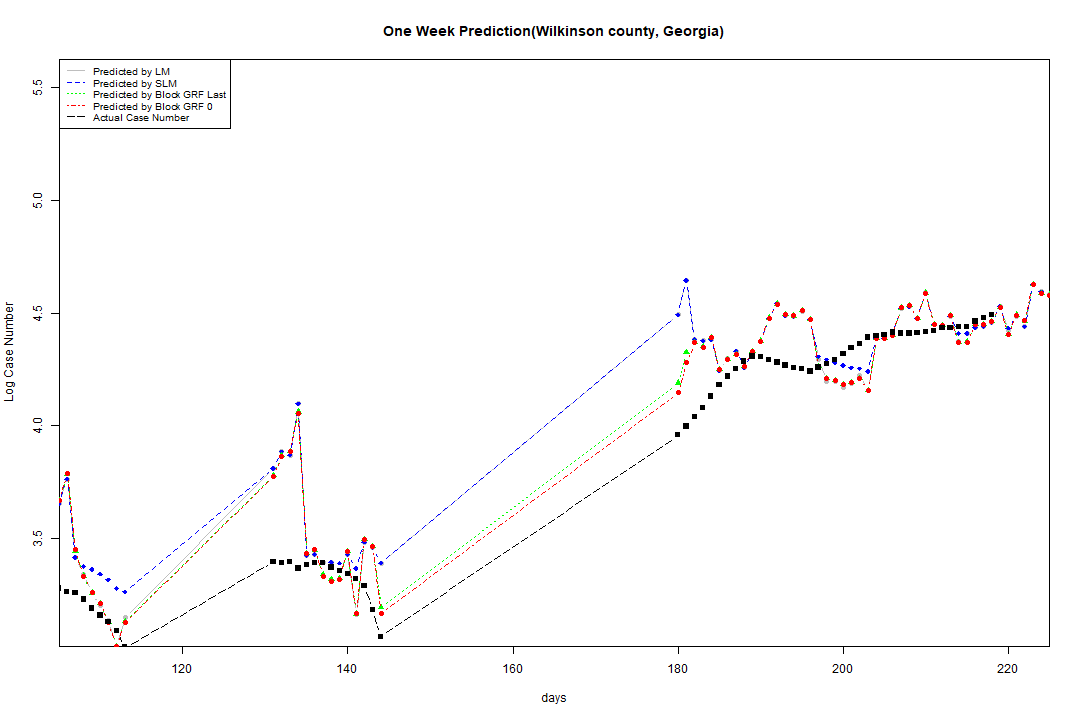 One Week Prediction(Wilkinson county, Georgia)
Predicted by LM
Predicted by SLM
Predicted by Block GRF Last
Predicted by Block GRF 0
Actual Case Number
5.5
5.0
4.5
4.0
3.5
Log Case Number
120 140 160 180 200 220
days